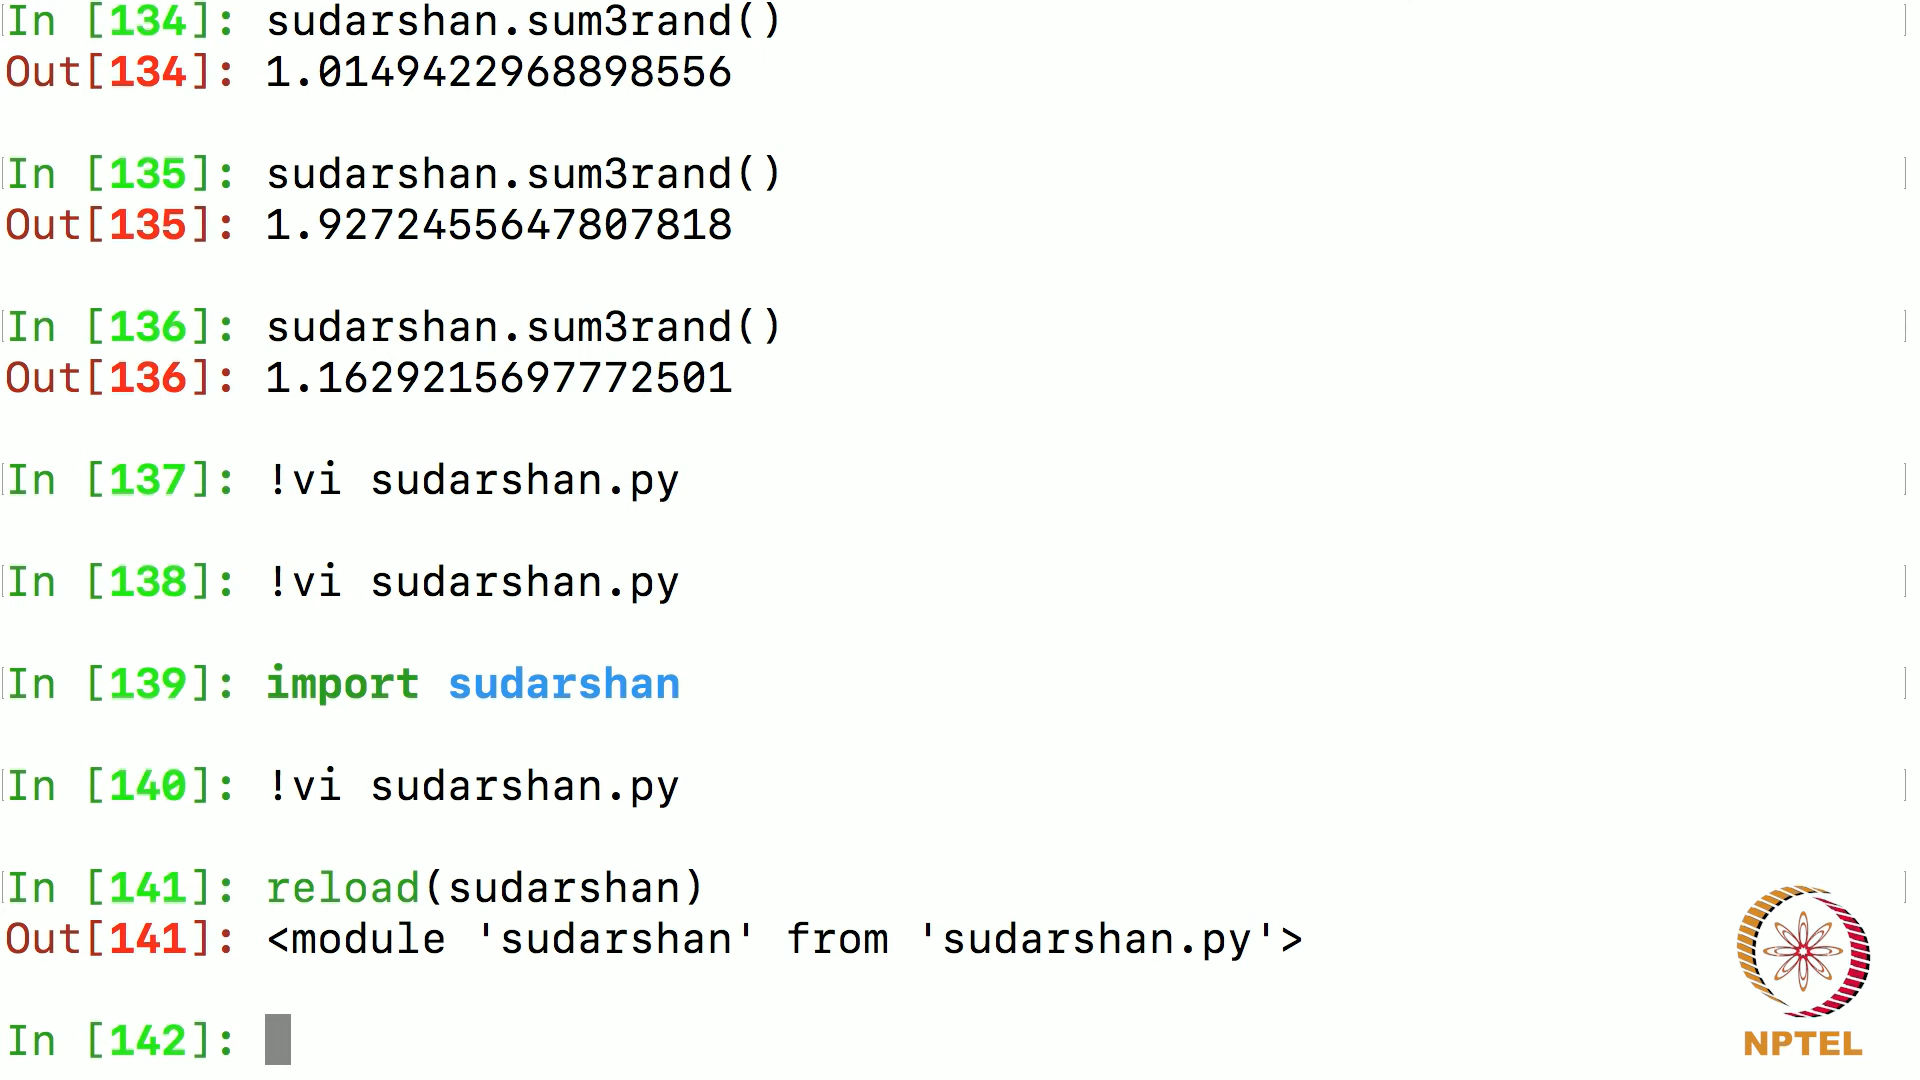 In [134]: sudarshan.sum3rand()
Out[134]: 1.0149422968898556
In [135]: sudarshan.sum3rand()
Out[135]: 1.9272455647807818
In [136]: sudarshan.sum3rand()
Out[136]: 1.1629215697772501
In [137]: !vi sudarshan.py
In [138]: !vi sudarshan.py
In [139]: import sudarshan
In [140]: !vi sudarshan.py
In [141]: reload(sudarshan)
Out[141]: <module 'sudarshan' from 'sudarshan.py'>
In [142]:
NPTEL